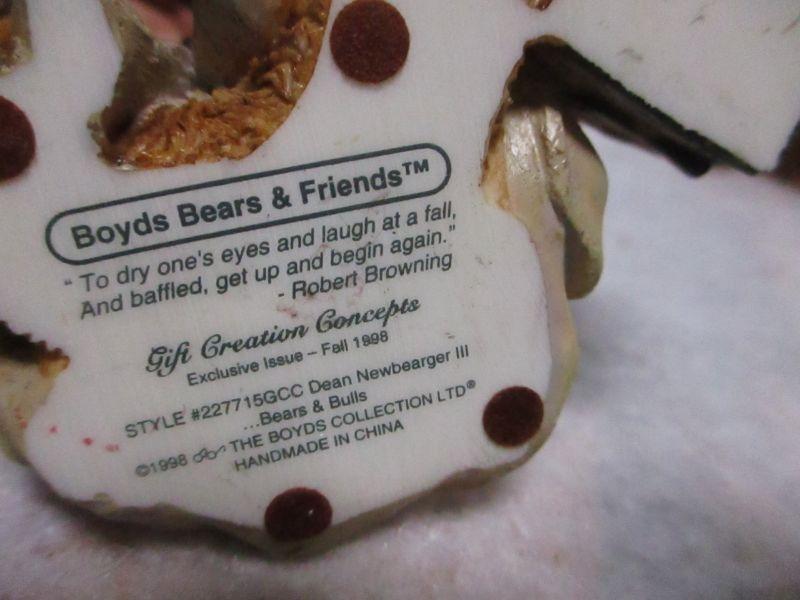 Boyds Bears & Friends™
"To dry one's eyes and laugh at a fall,
And baffled, get up and begin again."
- Robert Browning
Gift Creation Concepts
Exclusive Issue – Fall 1998
STYLE #227715GCC Dean Newbearger III
...Bears & Bulls
©1998 THE BOYDS COLLECTION LTD®
HANDMADE IN CHINA